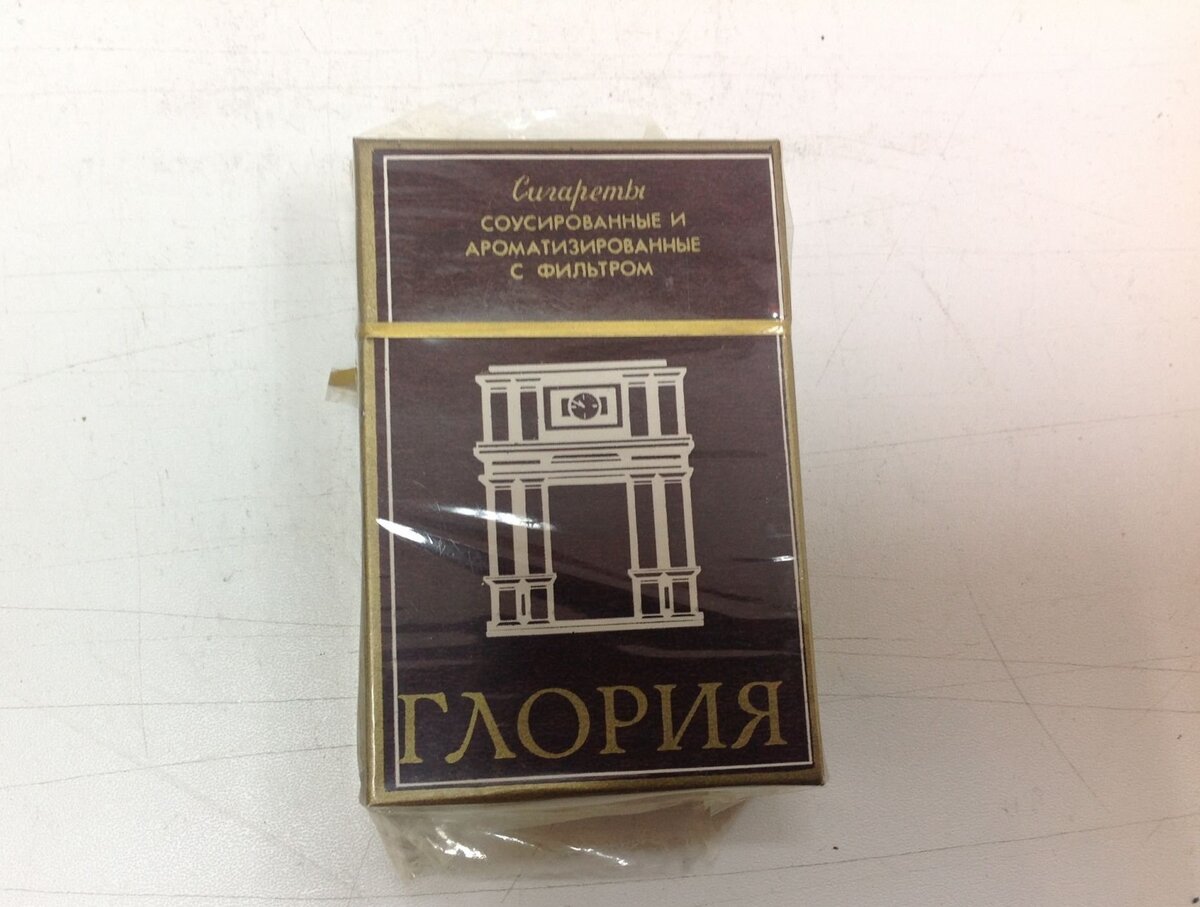 Сигареты
СОУСИРОВАННЫЕ И
АРОМАТИЗИРОВАННЫЕ
С ФИЛЬТРОМ
ГЛОРИЯ